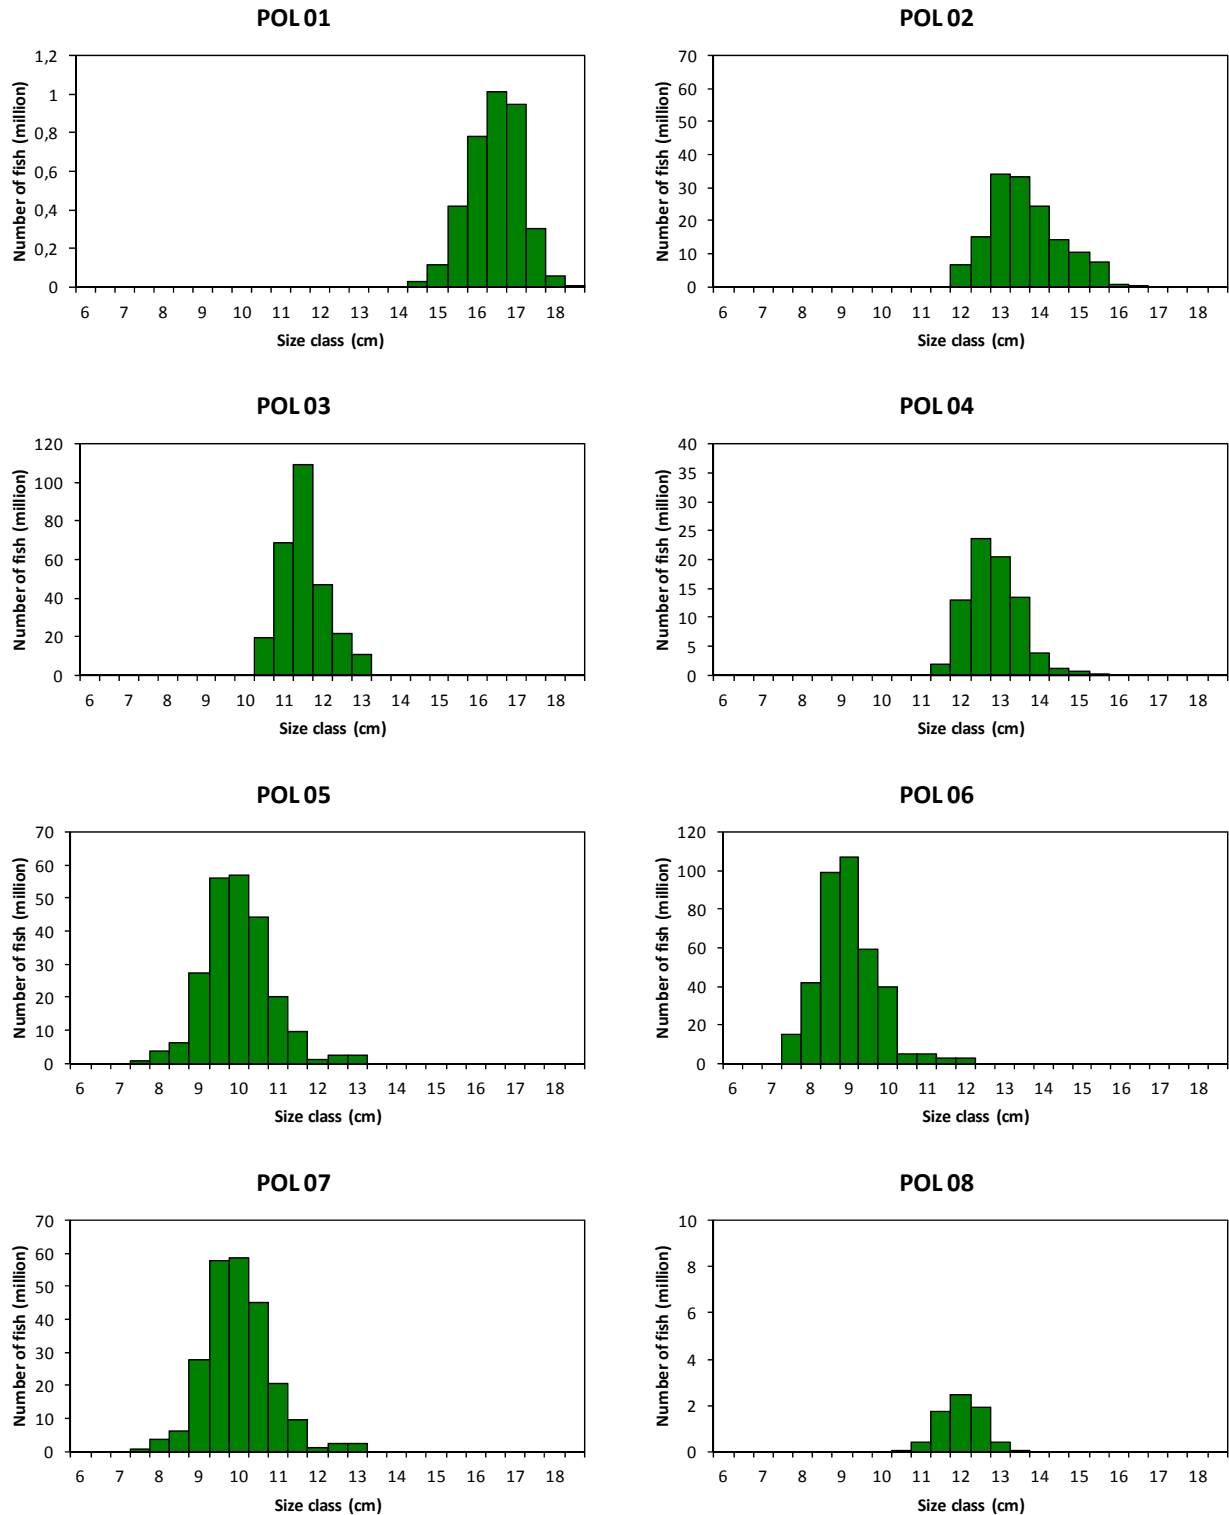 POL 01
Number of fish (million)
1,2
1
0,8
0,6
0,4
0,2
0
6 7 8 9 10 11 12 13 14 15 16 17 18
Size class (cm)
POL 02
Number of fish (million)
70
60
50
40
30
20
10
0
6 7 8 9 10 11 12 13 14 15 16 17 18
Size class (cm)
POL 03
Number of fish (million)
120
100
80
60
40
20
0
6 7 8 9 10 11 12 13 14 15 16 17 18
Size class (cm)
POL 04
Number of fish (million)
40
35
30
25
20
15
10
5
0
6 7 8 9 10 11 12 13 14 15 16 17 18
Size class (cm)
POL 05
Number of fish (million)
70
60
50
40
30
20
10
0
6 7 8 9 10 11 12 13 14 15 16 17 18
Size class (cm)
POL 06
Number of fish (million)
120
100
80
60
40
20
0
6 7 8 9 10 11 12 13 14 15 16 17 18
Size class (cm)
POL 07
Number of fish (million)
70
60
50
40
30
20
10
0
6 7 8 9 10 11 12 13 14 15 16 17 18
Size class (cm)
POL 08
Number of fish (million)
10
8
6
4
2
0
6 7 8 9 10 11 12 13 14 15 16 17 18
Size class (cm)